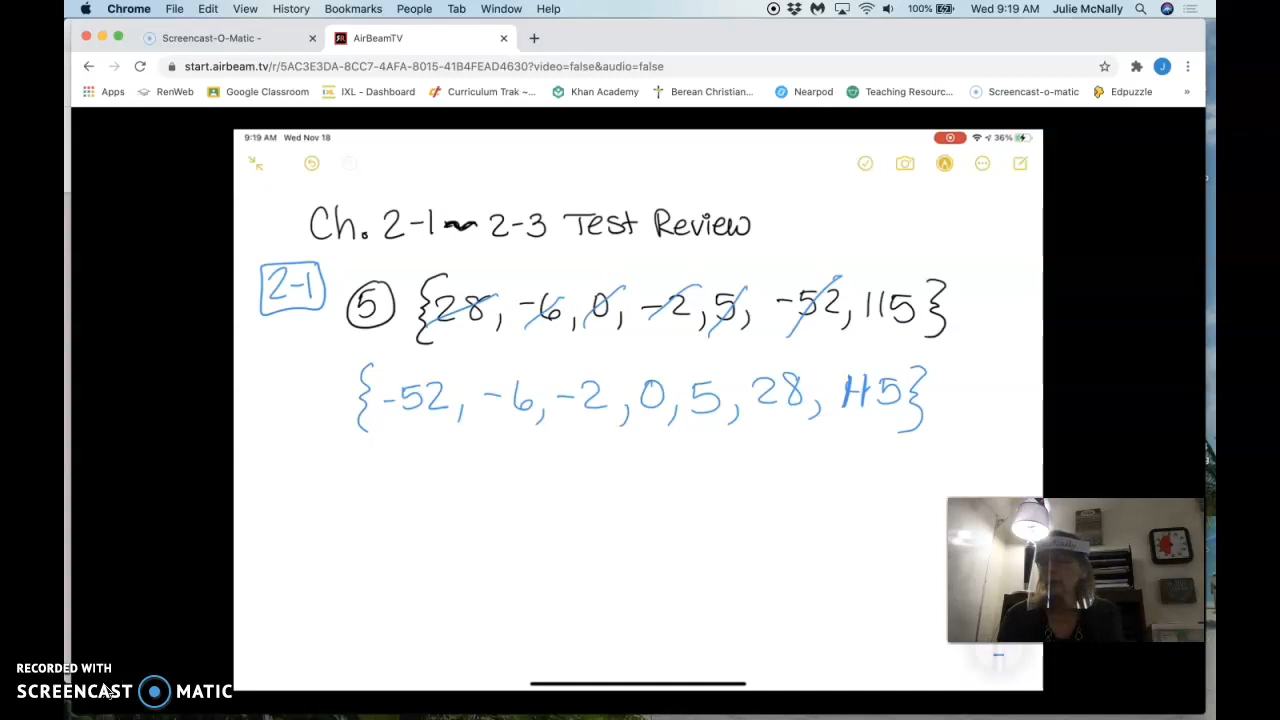 Chrome File Edit View History Bookmarks People Tab Window Help 100% Wed 9:19 AM Julie McNally
Screencast-O-Matic - AirBeamTV
start.airbeam.tv/r/5AC3E3DA-8CC7-4AFA-8015-41B4FEAD4630?video=false&audio=false
Apps RenWeb Google Classroom IXL - Dashboard Curriculum Trak ~... Khan Academy Berean Christian... Nearpod Teaching Resourc... Screencast-o-matic Edpuzzle »
9:19 AM Wed Nov 18 36%
Ch. 2-1 ~ 2-3 Test Review
2-1 5 {28, -6, 0, -2, 5, -52, 115}
{-52, -6, -2, 0, 5, 28, 115}
RECORDED WITH
SCREENCAST MATIC